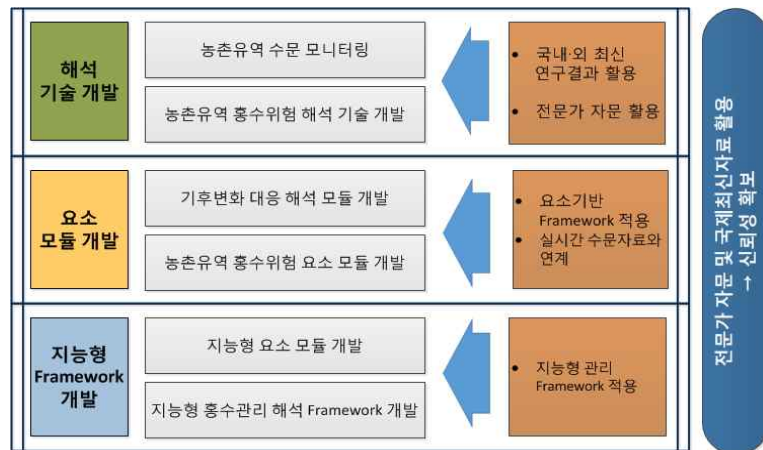 해석
기술 개발
농촌유역 수문 모니터링
농촌유역 홍수위험 해석 기술 개발
• 국내·외 최신
연구결과 활용
• 전문가 자문 활용
요소
모듈 개발
기후변화 대응 해석 모듈 개발
농촌유역 홍수위험 요소 모듈 개발
• 요소기반
Framework 적용
• 실시간 수문자료와
연계
지능형
Framework
개발
지능형 요소 모듈 개발
지능형 홍수관리 해석 Framework 개발
• 지능형 관리
Framework 적용
전문가 자문 및 국제최신자료 활용
→ 신뢰성 확보